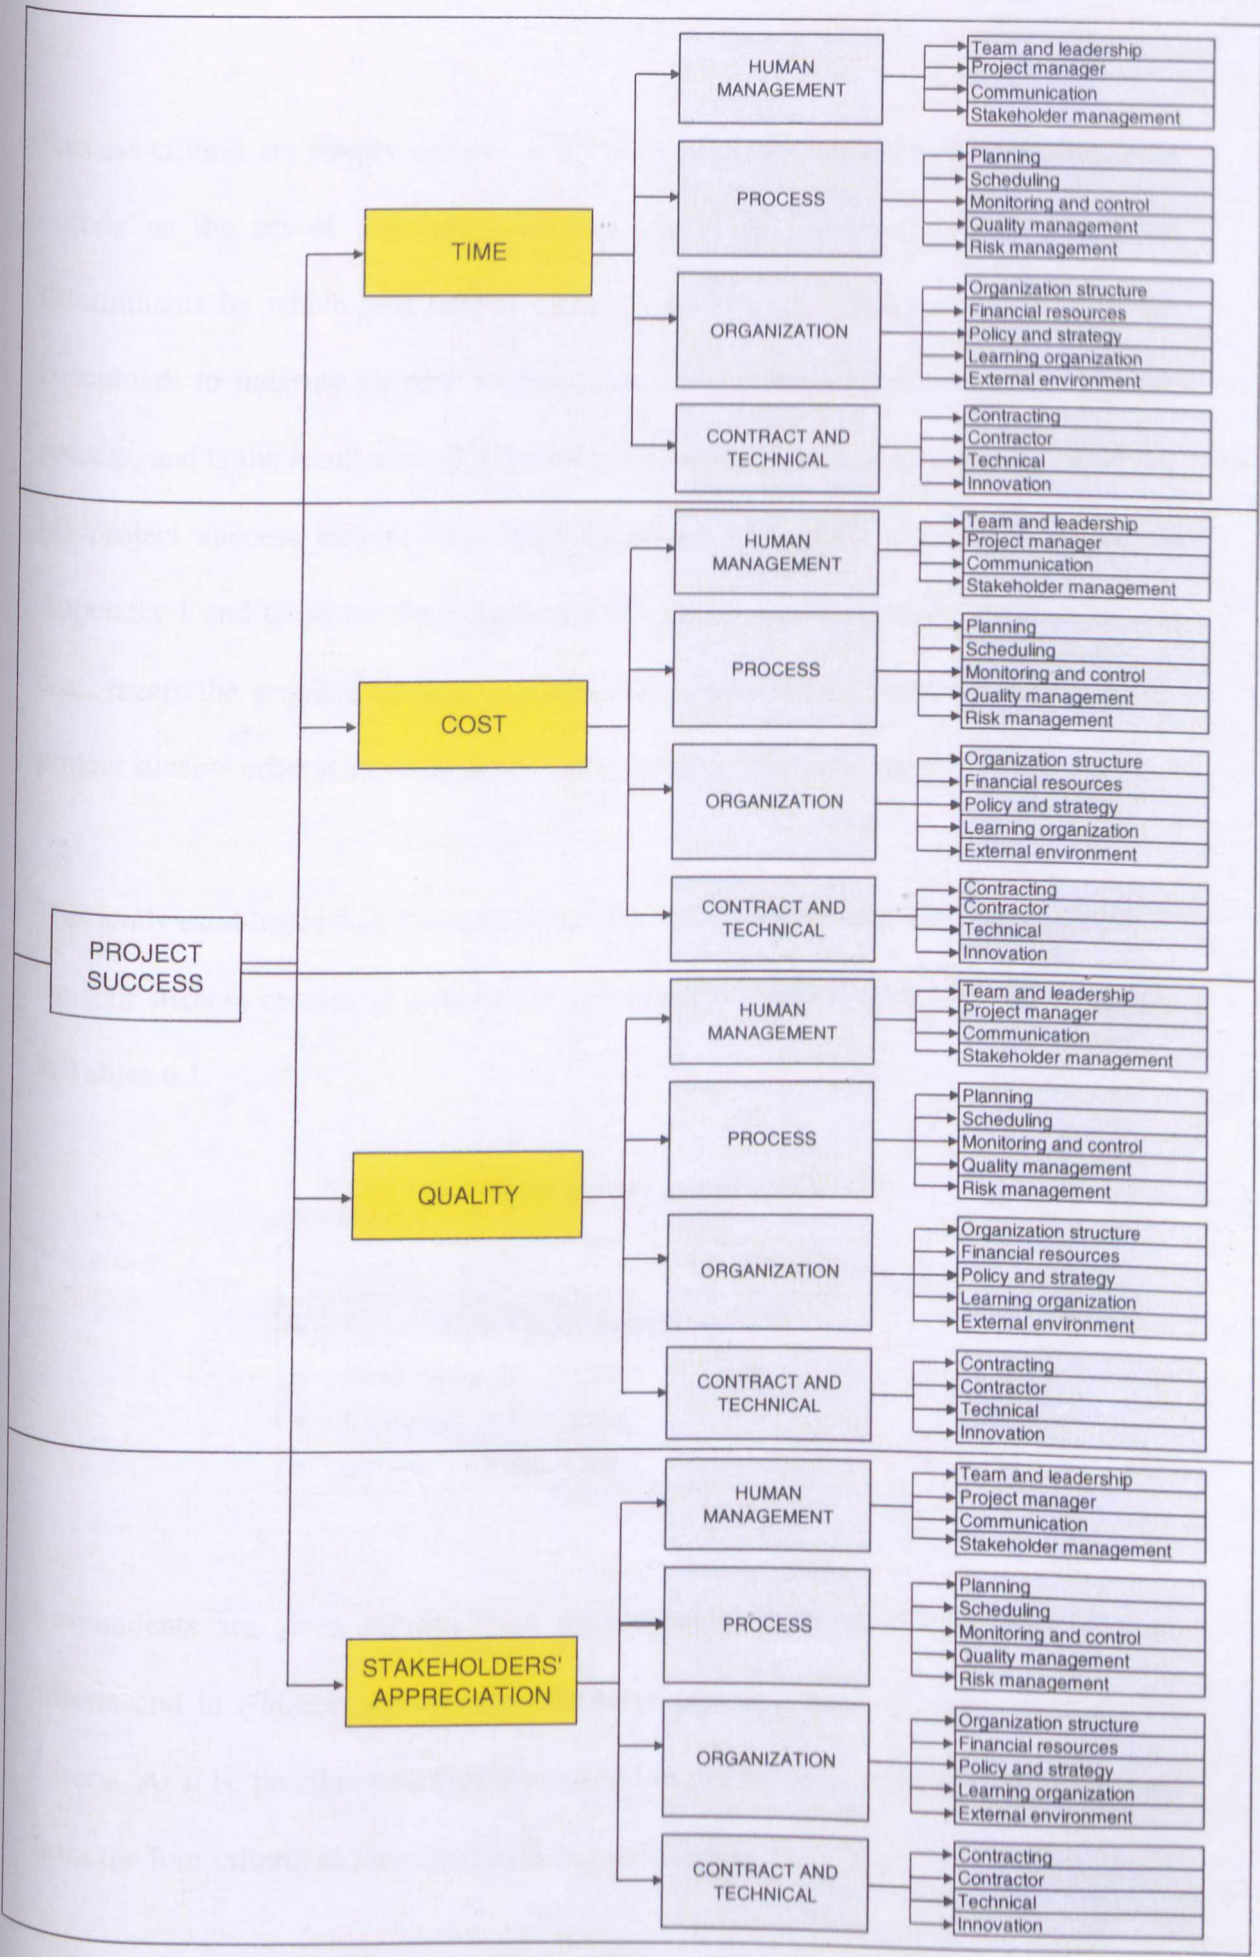 PROJECT
SUCCESS
TIME
HUMAN
MANAGEMENT
Team and leadership
Project manager
Communication
Stakeholder management
PROCESS
Planning
Scheduling
Monitoring and control
Quality management
Risk management
ORGANIZATION
Organization structure
Financial resources
Policy and strategy
Learning organization
External environment
CONTRACT AND
TECHNICAL
Contracting
Contractor
Technical
Innovation
COST
HUMAN
MANAGEMENT
Team and leadership
Project manager
Communication
Stakeholder management
PROCESS
Planning
Scheduling
Monitoring and control
Quality management
Risk management
ORGANIZATION
Organization structure
Financial resources
Policy and strategy
Learning organization
External environment
CONTRACT AND
TECHNICAL
Contracting
Contractor
Technical
Innovation
QUALITY
HUMAN
MANAGEMENT
Team and leadership
Project manager
Communication
Stakeholder management
PROCESS
Planning
Scheduling
Monitoring and control
Quality management
Risk management
ORGANIZATION
Organization structure
Financial resources
Policy and strategy
Learning organization
External environment
CONTRACT AND
TECHNICAL
Contracting
Contractor
Technical
Innovation
STAKEHOLDERS'
APPRECIATION
HUMAN
MANAGEMENT
Team and leadership
Project manager
Communication
Stakeholder management
PROCESS
Planning
Scheduling
Monitoring and control
Quality management
Risk management
ORGANIZATION
Organization structure
Financial resources
Policy and strategy
Learning organization
External environment
CONTRACT AND
TECHNICAL
Contracting
Contractor
Technical
Innovation